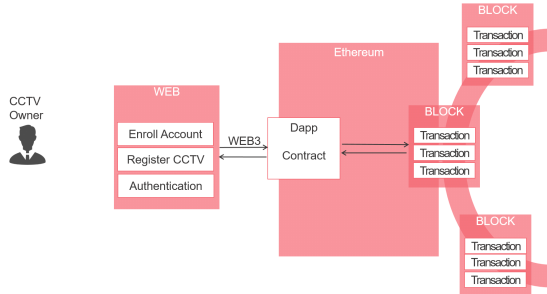 CCTV
Owner
WEB
Enroll Account
Register CCTV
Authentication
WEB3
Ethereum
Dapp
Contract
BLOCK
Transaction
Transaction
Transaction
BLOCK
Transaction
Transaction
Transaction
BLOCK
Transaction
Transaction
Transaction